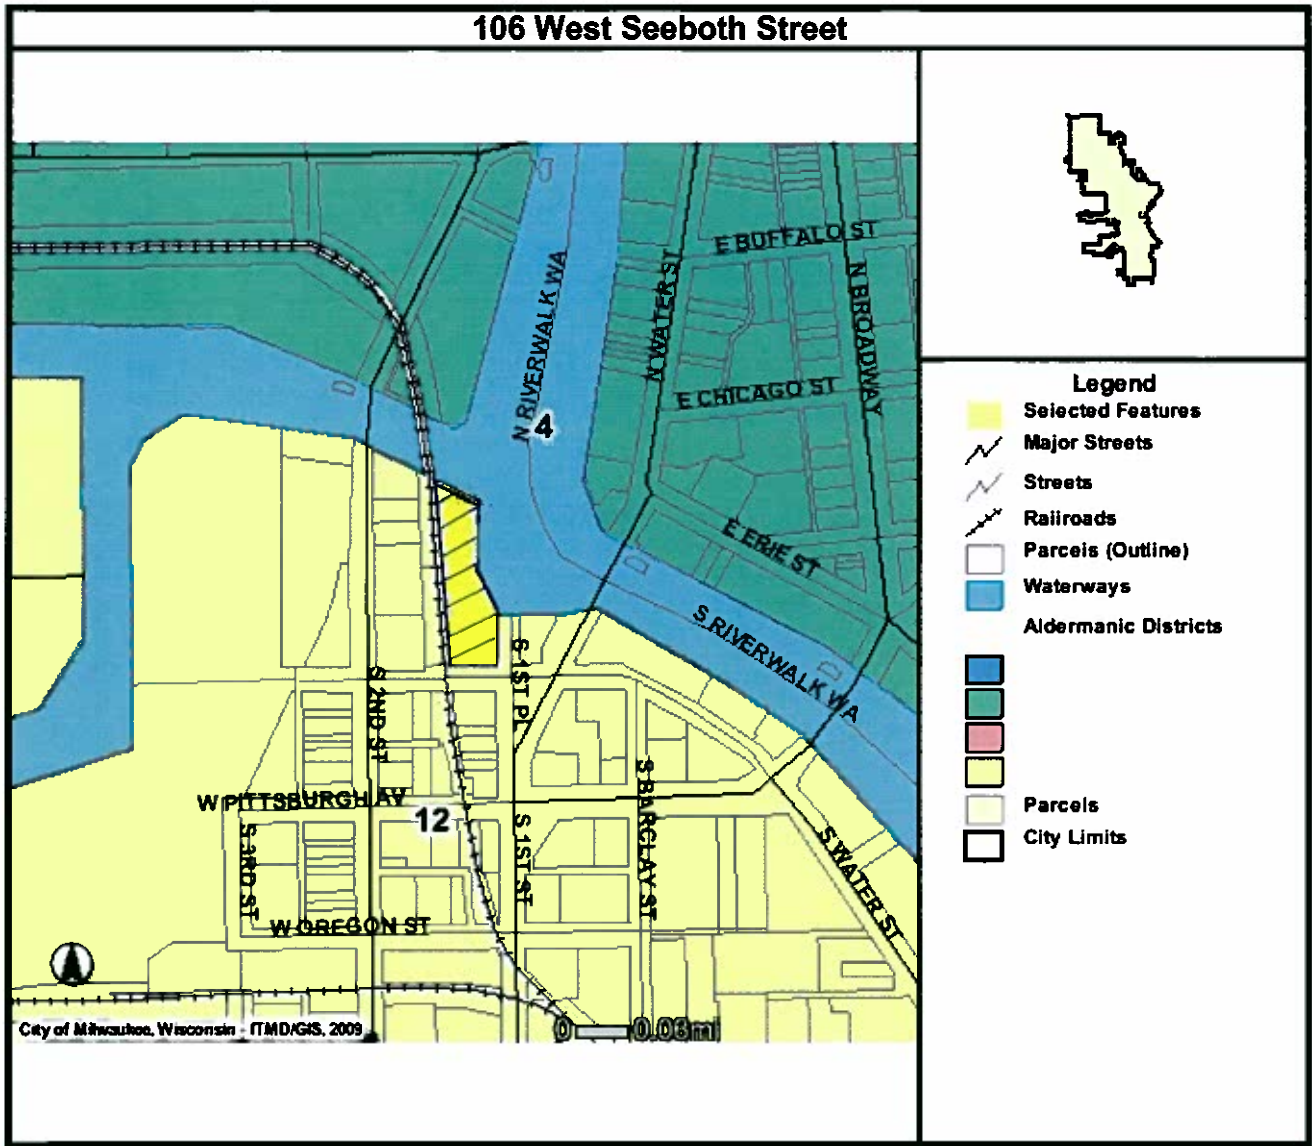 106 West Seeboth Street
E BUFFALO ST
N RIVERWALK WA
N WATER ST
N BROADWAY
E CHICAGO ST
4
E ERIE ST
S RIVERWALK WA
S 1ST PL
S 2ND ST
W PITTSBURGH AV
12
S BARCLAY ST
S 3RD ST
S 1ST ST
S WATER ST
W OREGON ST
City of Milwaukee, Wisconsin - ITMD/GIS, 2009
0 0.08mi
Legend
Selected Features
Major Streets
Streets
Railroads
Parcels (Outline)
Waterways
Aldermanic Districts
Parcels
City Limits